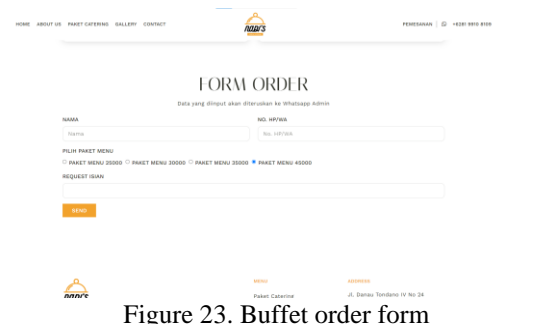 HOME ABOUT US PAKET CATERING GALLERY CONTACT
NAPI'S
PEMESANAN +6281 9910 8109
FORM ORDER
Data yang diinput akan diteruskan ke Whatsapp Admin
NAMA NO. HP/WA
Nama No. HP/WA
PILIH PAKET MENU
PAKET MENU 25000 PAKET MENU 30000 PAKET MENU 35000 PAKET MENU 45000
REQUEST ISIAN
SEND
MENU ADDRESS
NAPI'S Paket Catering Jl. Danau Tondano IV No 24
Figure 23. Buffet order form